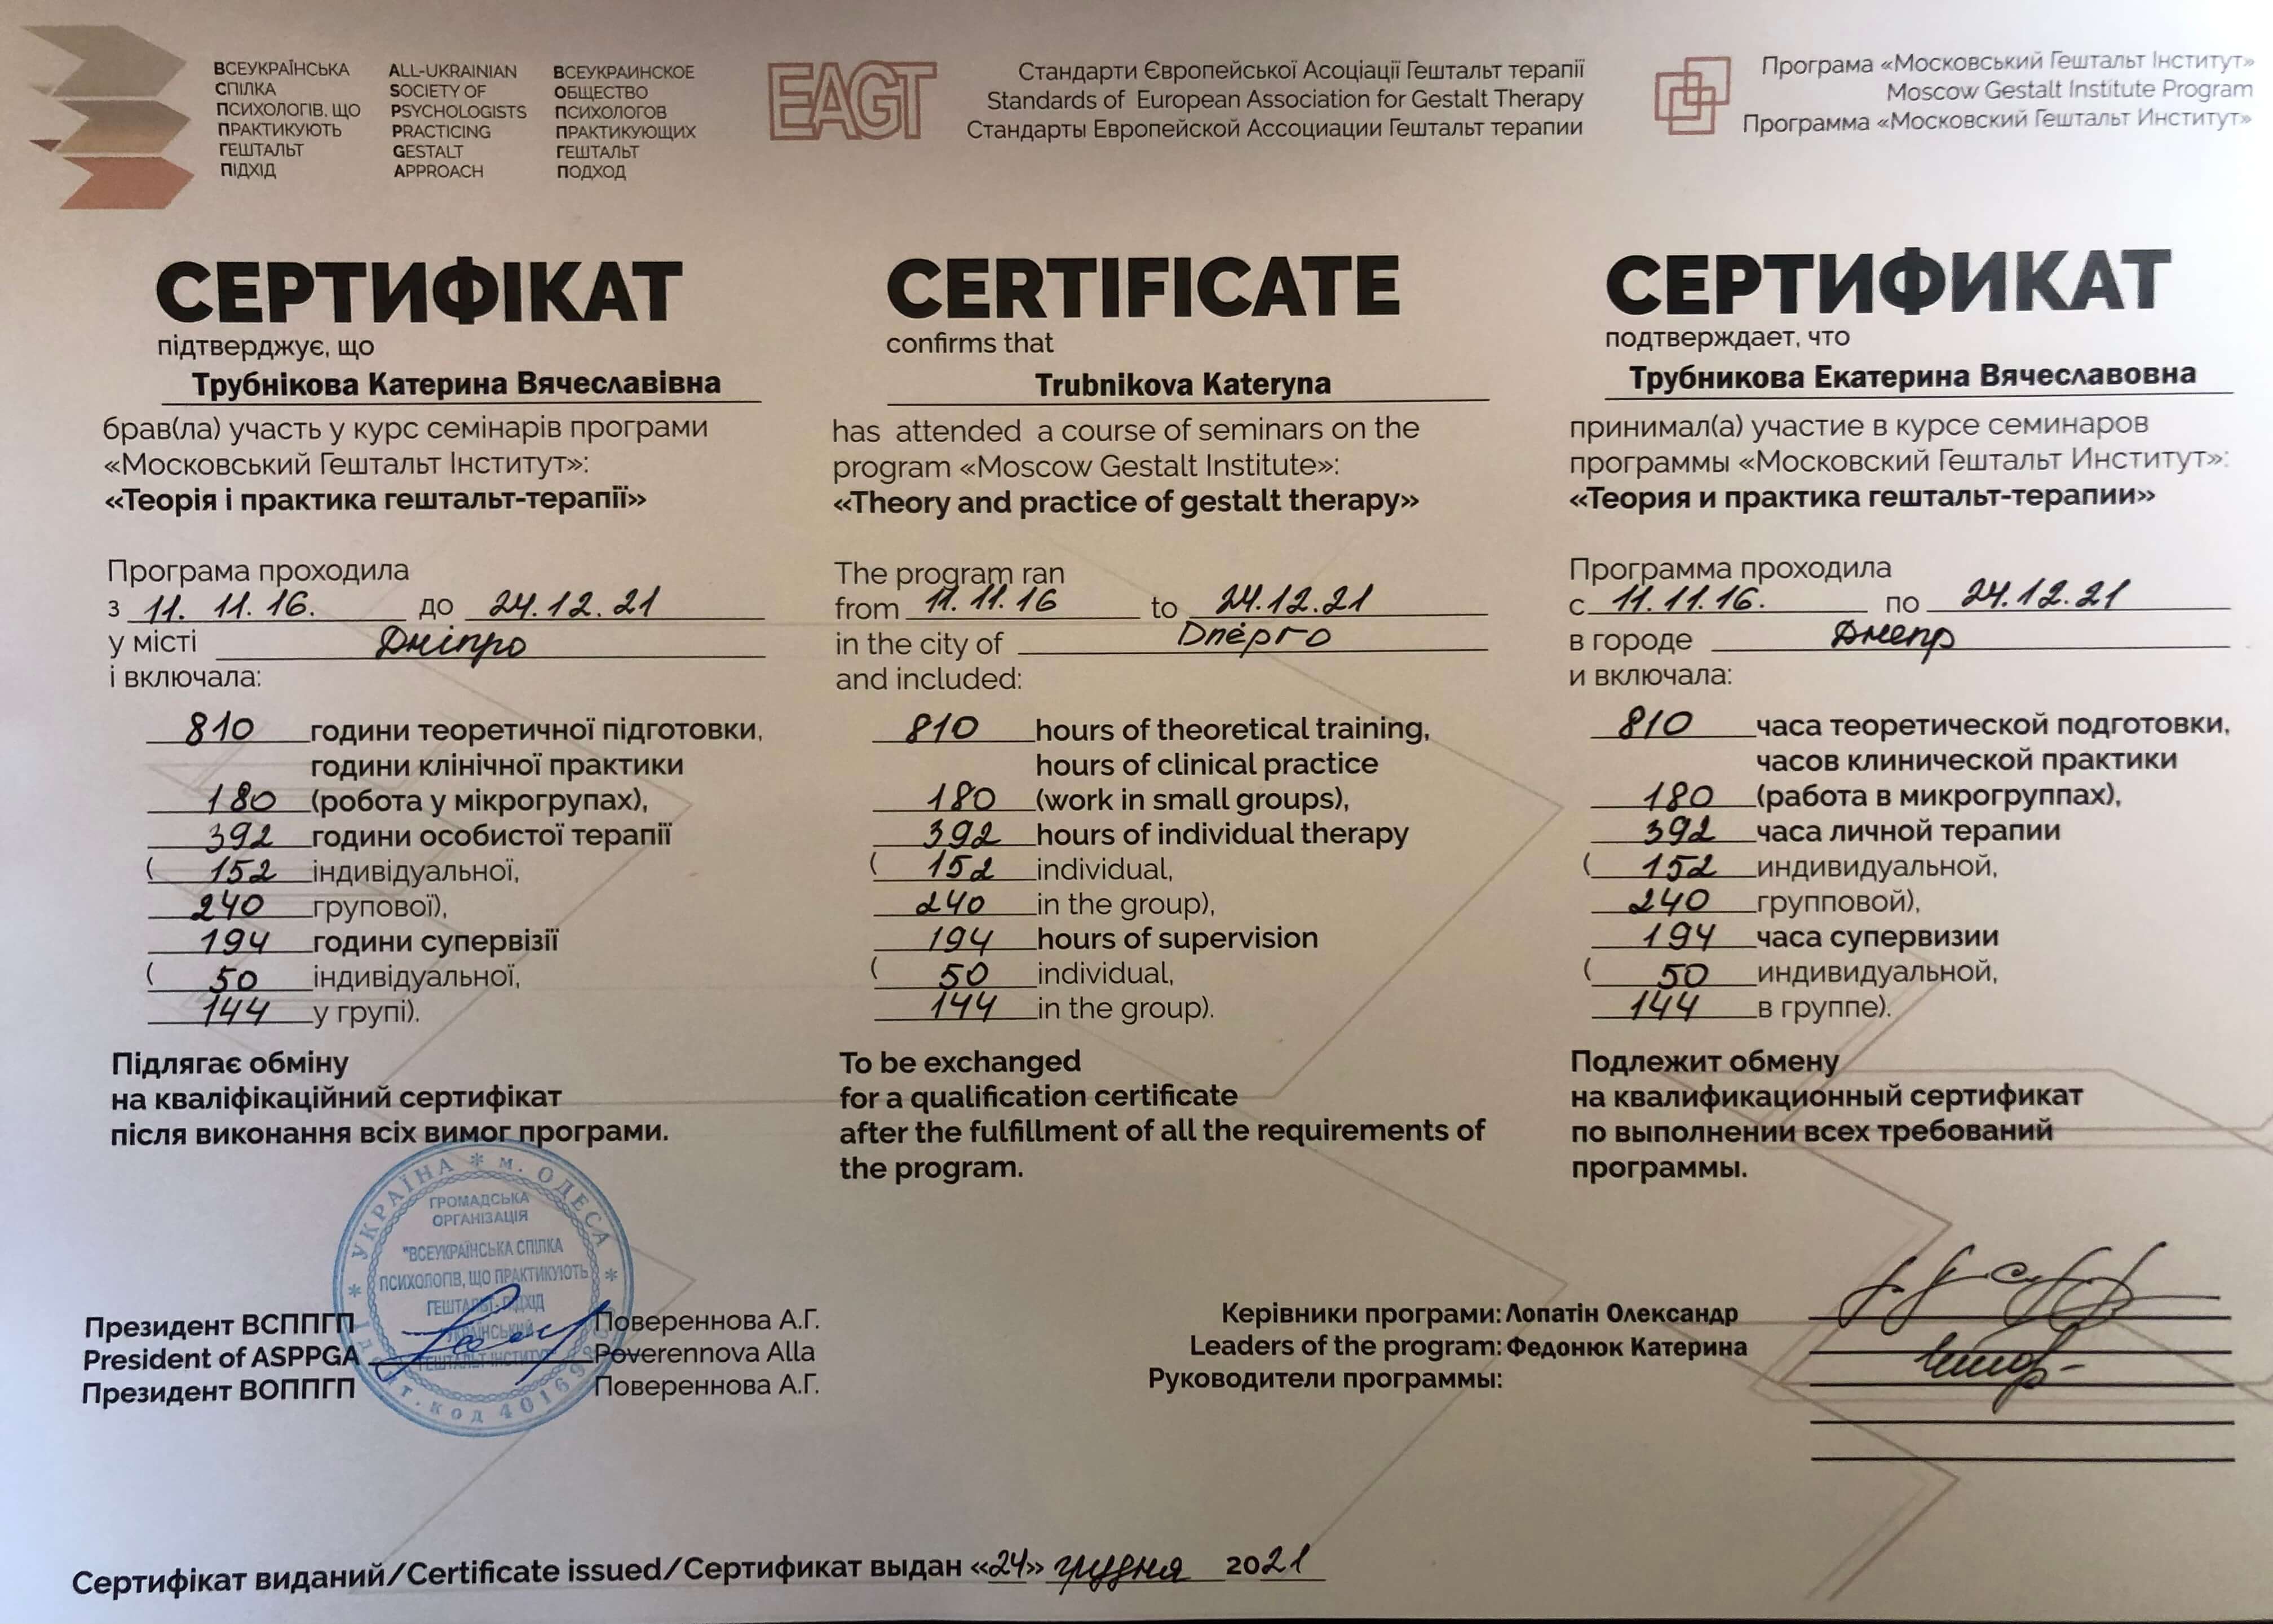 ВСЕУКРАЇНСЬКА
СПІЛКА
ПСИХОЛОГІВ, ЩО
ПРАКТИКУЮТЬ
ГЕШТАЛЬТ
ПІДХІД
ALL-UKRAINIAN
SOCIETY OF
PSYCHOLOGISTS
PRACTICING
GESTALT
APPROACH
ВСЕУКРАИНСКОЕ
ОБЩЕСТВО
ПСИХОЛОГОВ
ПРАКТИКУЮЩИХ
ГЕШТАЛЬТ
ПОДХОД
EAGT
Стандарти Європейської Асоціації Гештальт терапії
Standards of European Association for Gestalt Therapy
Стандарты Европейской Ассоциации Гештальт терапии
Програма «Московський Гештальт Інститут»
Moscow Gestalt Institute Program
Программа «Московский Гештальт Институт»
СЕРТИФІКАТ
підтверджує, що
Трубнікова Катерина Вячеславівна
брав(ла) участь у курс семінарів програми
«Московський Гештальт Інститут»:
«Теорія і практика гештальт-терапії»
Програма проходила
з 11. 11. 16. до 24.12.21
у місті Дніпро
і включала:
810 години теоретичної підготовки,
години клінічної практики
180 (робота у мікрогрупах),
392 години особистої терапії
( 152 індивідуальної,
240 групової),
194 години супервізії
( 50 індивідуальної,
144 у групі).
Підлягає обміну
на кваліфікаційний сертифікат
після виконання всіх вимог програми.
CERTIFICATE
confirms that
Trubnikova Kateryna
has attended a course of seminars on the
program «Moscow Gestalt Institute»:
«Theory and practice of gestalt therapy»
The program ran
from 11.11.16 to 24.12.21
in the city of Dnepro
and included:
810 hours of theoretical training,
hours of clinical practice
180 (work in small groups),
392 hours of individual therapy
( 152 individual,
240 in the group),
194 hours of supervision
( 50 individual,
144 in the group).
To be exchanged
for a qualification certificate
after the fulfillment of all the requirements of
the program.
СЕРТИФИКАТ
подтверждает, что
Трубникова Екатерина Вячеславовна
принимал(а) участие в курсе семинаров
программы «Московский Гештальт Институт»:
«Теория и практика гештальт-терапии»
Программа проходила
с 11.11.16. по 24.12.21
в городе Днепр
и включала:
810 часа теоретической подготовки,
часов клинической практики
180 (работа в микрогруппах),
392 часа личной терапии
( 152 индивидуальной,
240 групповой),
194 часа супервизии
( 50 индивидуальной,
144 в группе).
Подлежит обмену
на квалификационный сертификат
по выполнении всех требований
программы.
УКРАЇНА * м. ОДЕСА *
ГРОМАДСЬКА
ОРГАНІЗАЦІЯ
"ВСЕУКРАЇНСЬКА СПІЛКА
ПСИХОЛОГІВ, ЩО ПРАКТИКУЮТЬ
ГЕШТАЛЬТ-ПІДХІД
УКРАЇНСЬКИЙ
ГЕШТАЛЬТ-ІНСТИТУТ
код 40169
Президент ВСППГП Повереннова А.Г.
President of ASPPGA Poverennova Alla
Президент ВОППГП Повереннова А.Г.
Керівники програми: Лопатін Олександр
Leaders of the program: Федонюк Катерина
Руководители программы:
Сертифікат виданий/Certificate issued/Сертификат выдан «24» грудня 2021